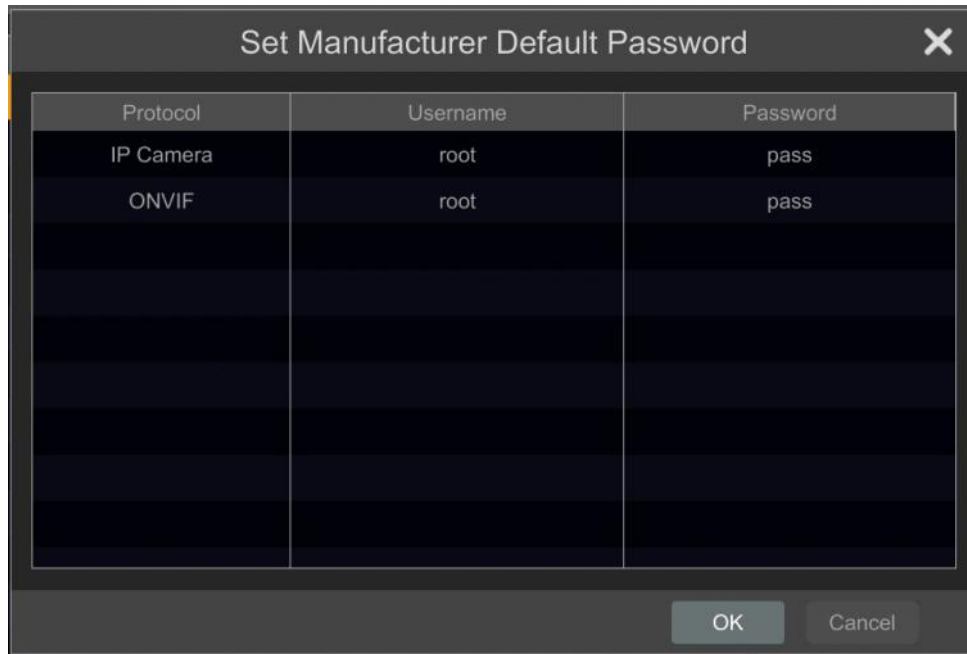 Set Manufacturer Default Password
Protocol Username Password
IP Camera root pass
ONVIF root pass
OK Cancel